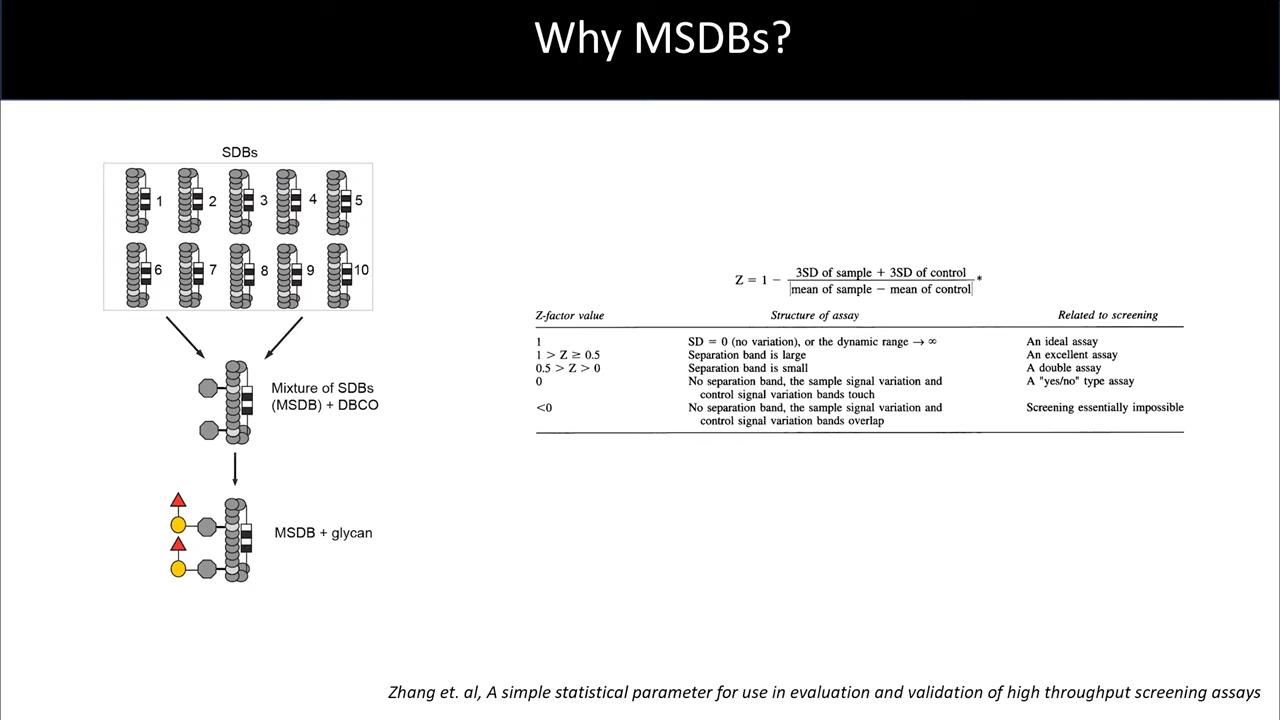 Why MSDBs?
SDBs
1 2 3 4 5
6 7 8 9 10
Mixture of SDBs
(MSDB) + DBCO
MSDB + glycan
Z = 1 − 3SD of sample + 3SD of control / |mean of sample − mean of control| *
Z-factor value Structure of assay Related to screening
1 SD = 0 (no variation), or the dynamic range → ∞ An ideal assay
1 > Z ≥ 0.5 Separation band is large An excellent assay
0.5 > Z > 0 Separation band is small A double assay
0 No separation band, the sample signal variation and A "yes/no" type assay
control signal variation bands touch
<0 No separation band, the sample signal variation and Screening essentially impossible
control signal variation bands overlap
Zhang et. al, A simple statistical parameter for use in evaluation and validation of high throughput screening assays